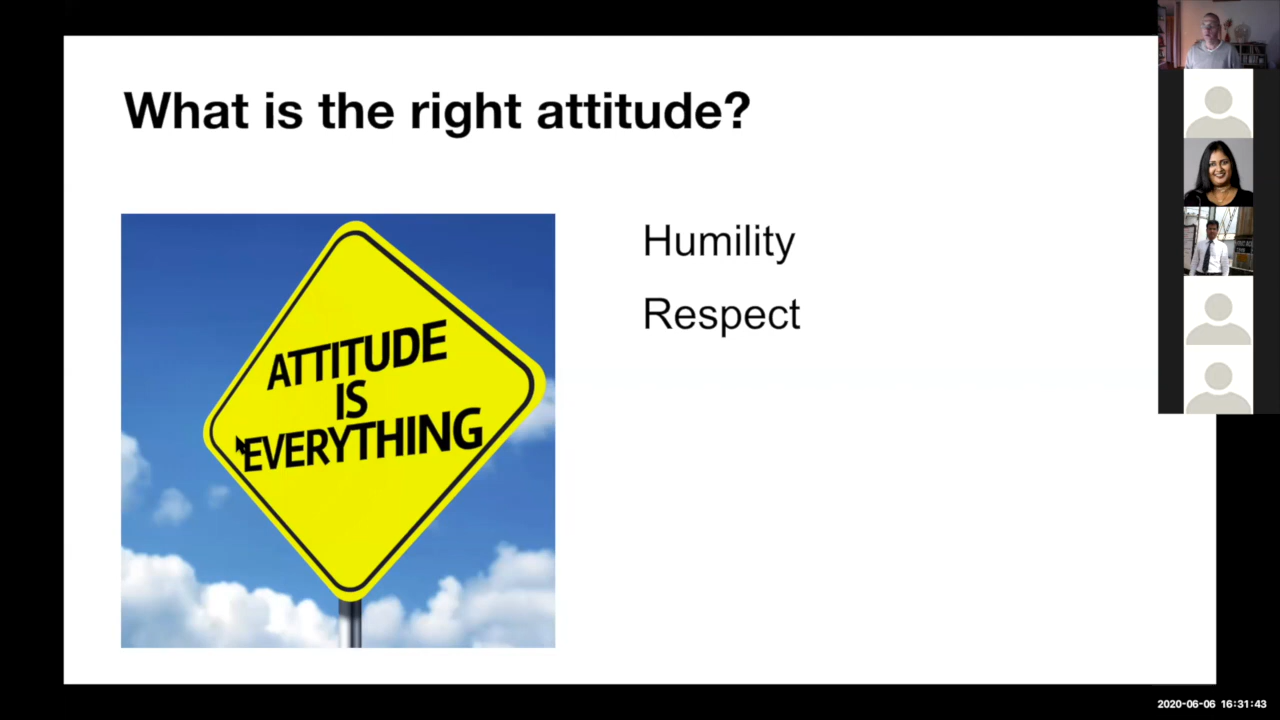 What is the right attitude?
ATTITUDE
IS
EVERYTHING
Humility
Respect
2020-06-06 16:31:43